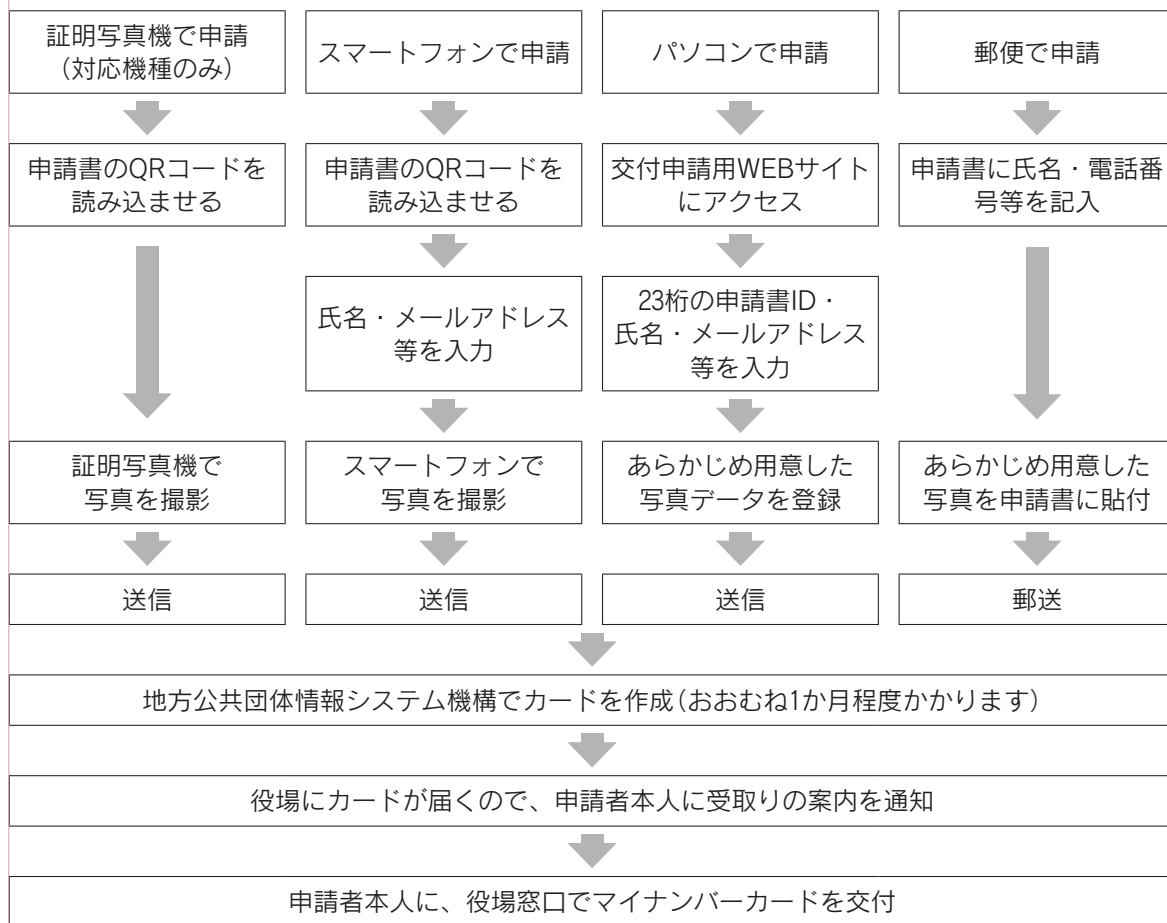 証明写真機で申請
（対応機種のみ）
スマートフォンで申請
パソコンで申請
郵便で申請
申請書のQRコードを
読み込ませる
申請書のQRコードを
読み込ませる
交付申請用WEBサイト
にアクセス
申請書に氏名・電話番
号等を記入
氏名・メールアドレス
等を入力
23桁の申請書ID・
氏名・メールアドレス
等を入力
証明写真機で
写真を撮影
スマートフォンで
写真を撮影
あらかじめ用意した
写真データを登録
あらかじめ用意した
写真を申請書に貼付
送信
送信
送信
郵送
地方公共団体情報システム機構でカードを作成（おおむね1か月程度かかります）
役場にカードが届くので、申請者本人に受取りの案内を通知
申請者本人に、役場窓口でマイナンバーカードを交付